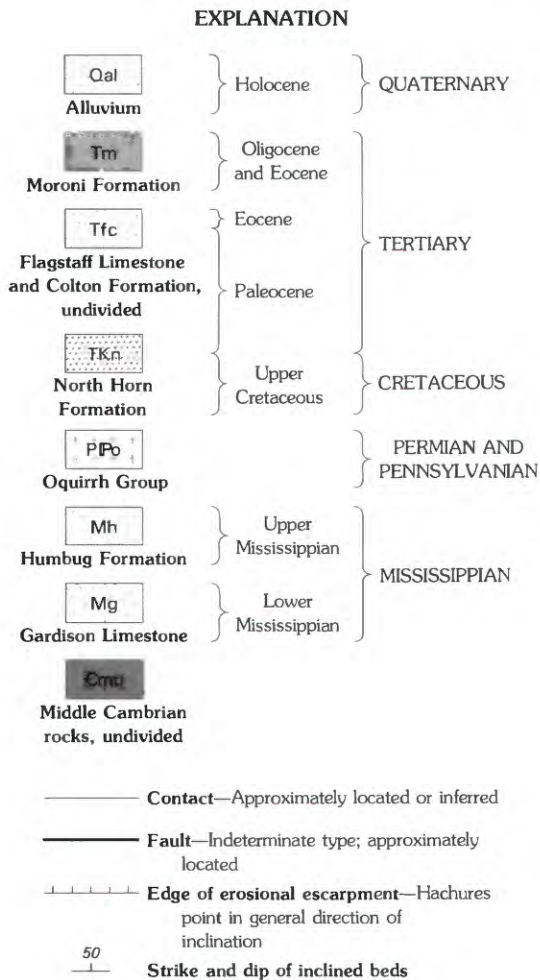 EXPLANATION
Qal
Alluvium
Holocene
QUATERNARY
Tm
Moroni Formation
Oligocene
and Eocene
Tfc
Flagstaff Limestone
and Colton Formation,
undivided
Eocene
Paleocene
TERTIARY
TKn
North Horn
Formation
Upper
Cretaceous
CRETACEOUS
PIPo
Oquirrh Group
PERMIAN AND
PENNSYLVANIAN
Mh
Humbug Formation
Upper
Mississippian
MISSISSIPPIAN
Mg
Gardison Limestone
Lower
Mississippian
Єmu
Middle Cambrian
rocks, undivided
Contact—Approximately located or inferred
Fault—Indeterminate type; approximately
located
Edge of erosional escarpment—Hachures
point in general direction of
inclination
50
Strike and dip of inclined beds